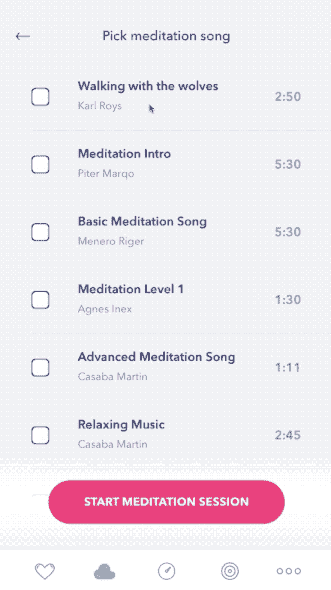 Pick meditation song
Walking with the wolves
2:50
Karl Roys
Meditation Intro
5:30
Piter Marqo
Basic Meditation Song
5:30
Menero Riger
Meditation Level 1
1:30
Agnes Inex
Advanced Meditation Song
1:11
Casaba Martin
Relaxing Music
2:45
Casaba Martin
START MEDITATION SESSION